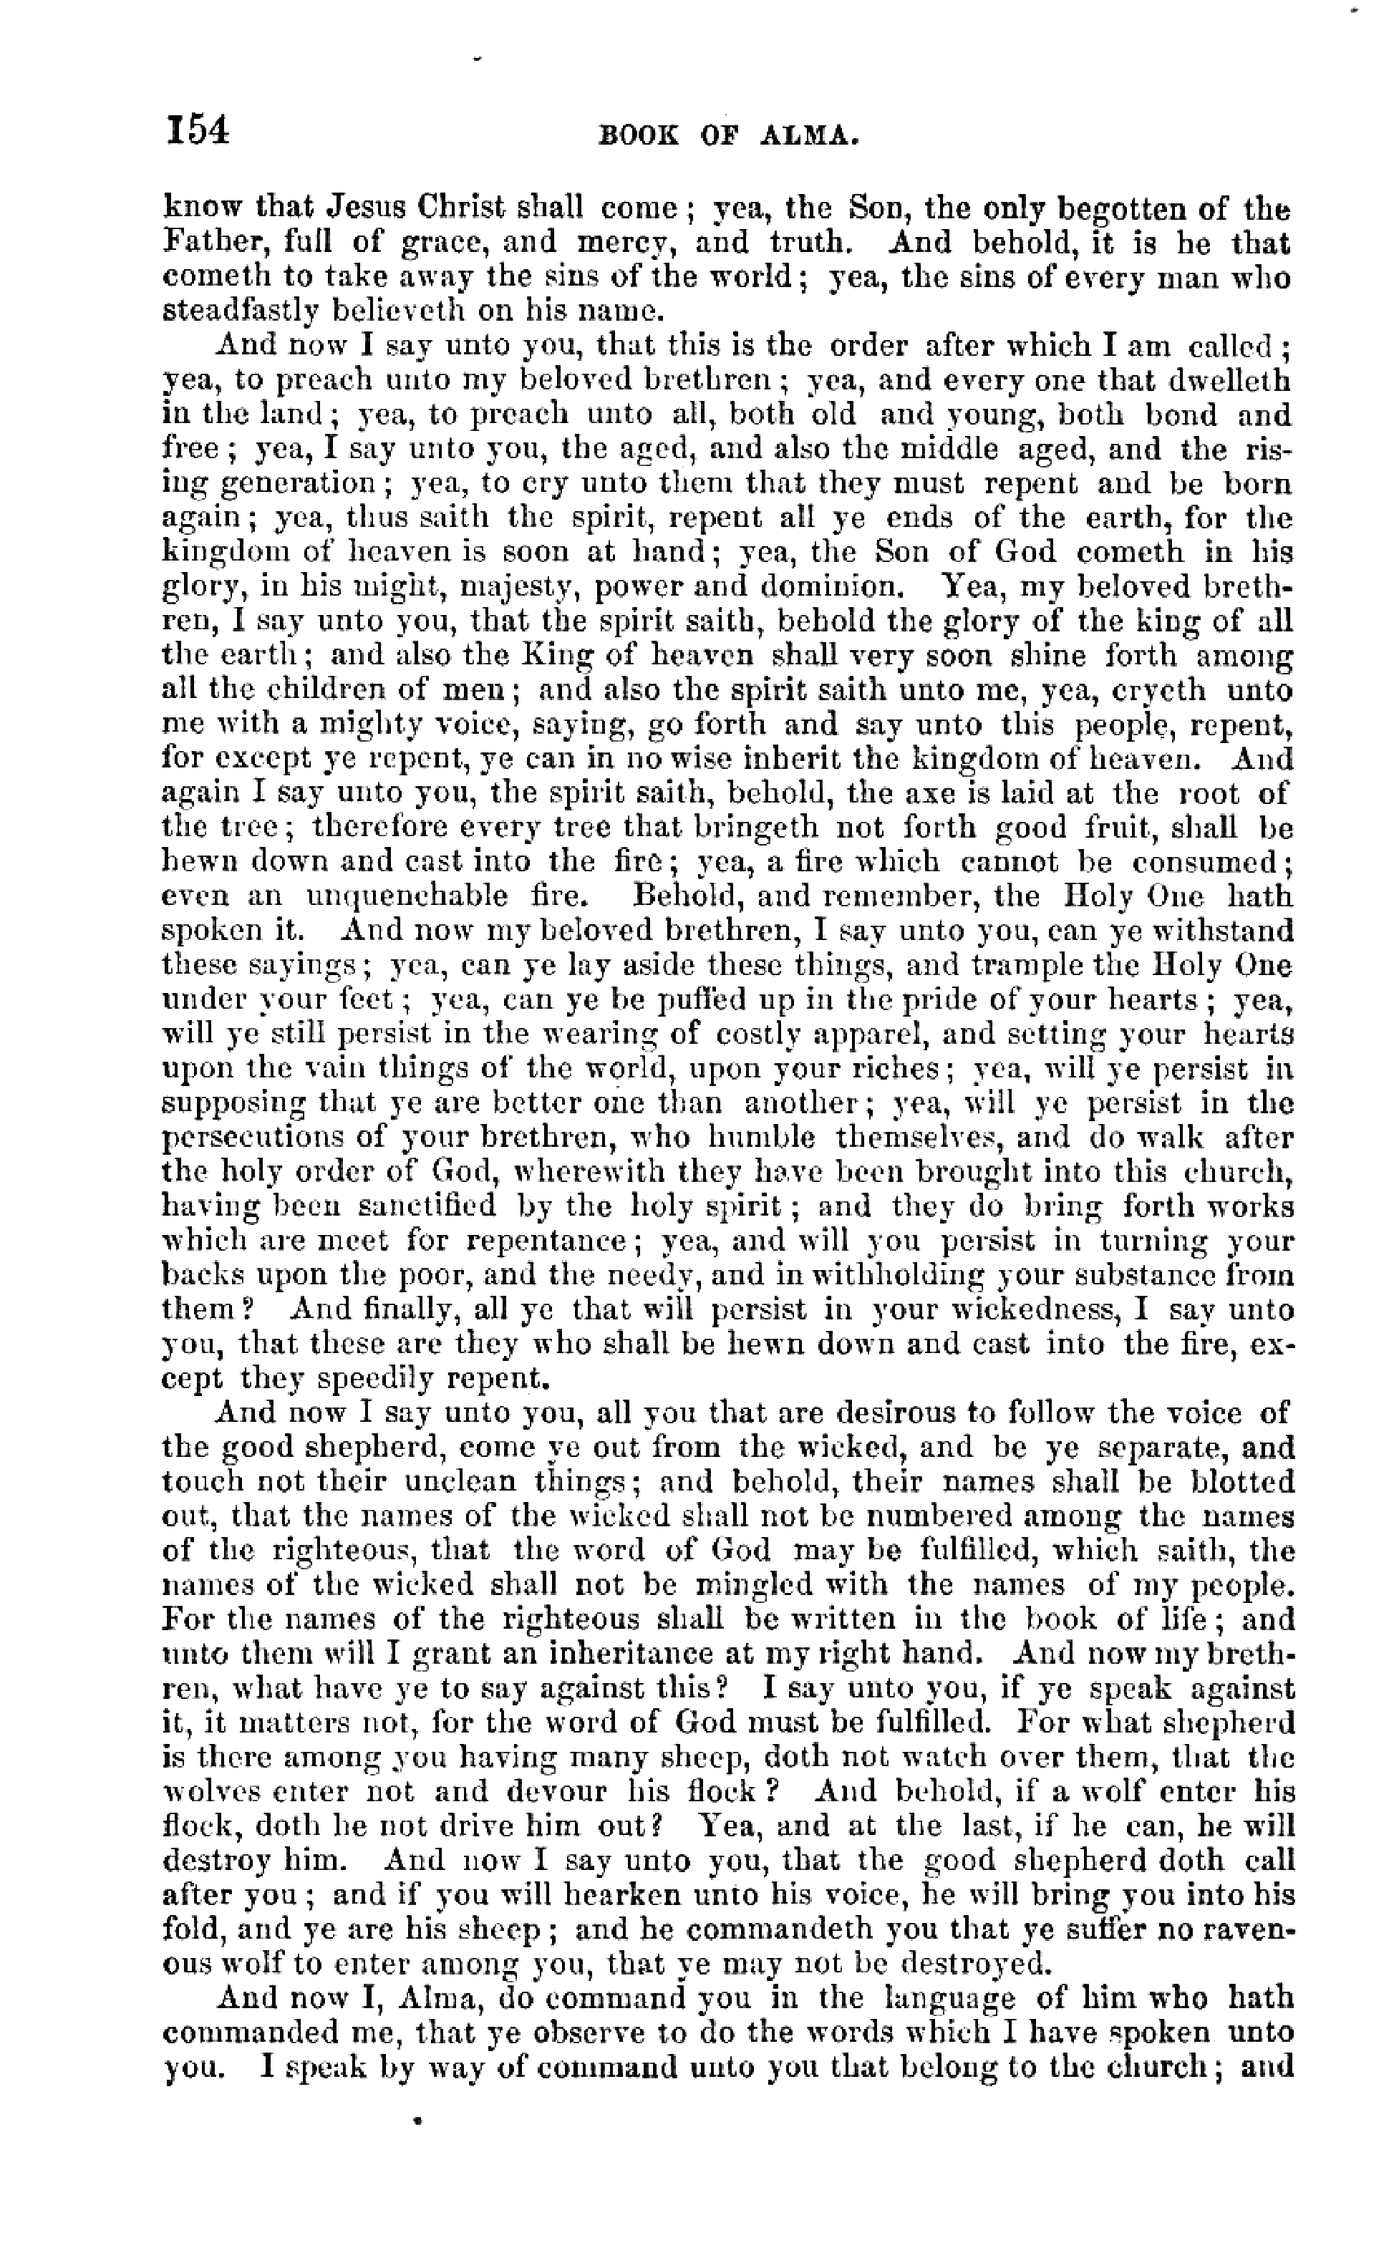 154 BOOK OF ALMA.
know that Jesus Christ shall come; yea, the Son, the only begotten of the
Father, full of grace, and mercy, and truth. And behold, it is he that
cometh to take away the sins of the world; yea, the sins of every man who
steadfastly believeth on his name.
And now I say unto you, that this is the order after which I am called;
yea, to preach unto my beloved brethren; yea, and every one that dwelleth
in the land; yea, to preach unto all, both old and young, both bond and
free; yea, I say unto you, the aged, and also the middle aged, and the ris-
ing generation; yea, to cry unto them that they must repent and be born
again; yea, thus saith the spirit, repent all ye ends of the earth, for the
kingdom of heaven is soon at hand; yea, the Son of God cometh in his
glory, in his might, majesty, power and dominion. Yea, my beloved breth-
ren, I say unto you, that the spirit saith, behold the glory of the king of all
the earth; and also the King of heaven shall very soon shine forth among
all the children of men; and also the spirit saith unto me, yea, cryeth unto
me with a mighty voice, saying, go forth and say unto this people, repent,
for except ye repent, ye can in no wise inherit the kingdom of heaven. And
again I say unto you, the spirit saith, behold, the axe is laid at the root of
the tree; therefore every tree that bringeth not forth good fruit, shall be
hewn down and cast into the fire; yea, a fire which cannot be consumed;
even an unquenchable fire. Behold, and remember, the Holy One hath
spoken it. And now my beloved brethren, I say unto you, can ye withstand
these sayings; yea, can ye lay aside these things, and trample the Holy One
under your feet; yea, can ye be puffed up in the pride of your hearts; yea,
will ye still persist in the wearing of costly apparel, and setting your hearts
upon the vain things of the world, upon your riches; yea, will ye persist in
supposing that ye are better one than another; yea, will ye persist in the
persecutions of your brethren, who humble themselves, and do walk after
the holy order of God, wherewith they have been brought into this church,
having been sanctified by the holy spirit; and they do bring forth works
which are meet for repentance; yea, and will you persist in turning your
backs upon the poor, and the needy, and in withholding your substance from
them? And finally, all ye that will persist in your wickedness, I say unto
you, that these are they who shall be hewn down and cast into the fire, ex-
cept they speedily repent.
And now I say unto you, all you that are desirous to follow the voice of
the good shepherd, come ye out from the wicked, and be ye separate, and
touch not their unclean things; and behold, their names shall be blotted
out, that the names of the wicked shall not be numbered among the names
of the righteous, that the word of God may be fulfilled, which saith, the
names of the wicked shall not be mingled with the names of my people.
For the names of the righteous shall be written in the book of life; and
unto them will I grant an inheritance at my right hand. And now my breth-
ren, what have ye to say against this? I say unto you, if ye speak against
it, it matters not, for the word of God must be fulfilled. For what shepherd
is there among you having many sheep, doth not watch over them, that the
wolves enter not and devour his flock? And behold, if a wolf enter his
flock, doth he not drive him out? Yea, and at the last, if he can, he will
destroy him. And now I say unto you, that the good shepherd doth call
after you; and if you will hearken unto his voice, he will bring you into his
fold, and ye are his sheep; and he commandeth you that ye suffer no raven-
ous wolf to enter among you, that ye may not be destroyed.
And now I, Alma, do command you in the language of him who hath
commanded me, that ye observe to do the words which I have spoken unto
you. I speak by way of command unto you that belong to the church; and